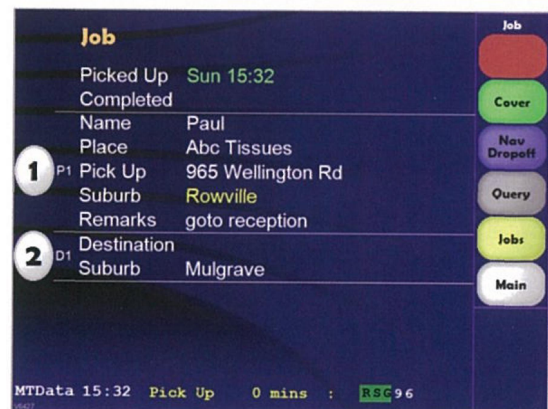 Job
Picked Up Sun 15:32
Completed
Name Paul
Place Abc Tissues
1 P1 Pick Up 965 Wellington Rd
Suburb Rowville
Remarks goto reception
2 D1 Destination
Suburb Mulgrave
MTData 15:32 Pick Up 0 mins : RSG96
Job
Cover
Nav
Dropoff
Query
Jobs
Main